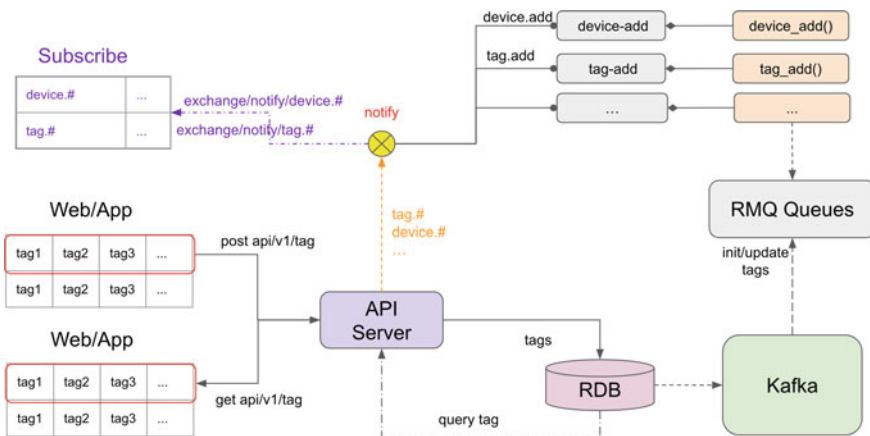 device.add
device-add
device_add()
Subscribe
tag.add
tag-add
tag_add()
device.#
...
exchange/notify/device.#
notify
...
...
tag.#
...
exchange/notify/tag.#
Web/App
tag.#
device.#
...
RMQ Queues
tag1 tag2 tag3 ...
post api/v1/tag
init/update
tags
tag1 tag2 tag3 ...
API
Server
Web/App
tags
tag1 tag2 tag3 ...
RDB
Kafka
get api/v1/tag
tag1 tag2 tag3 ...
query tag